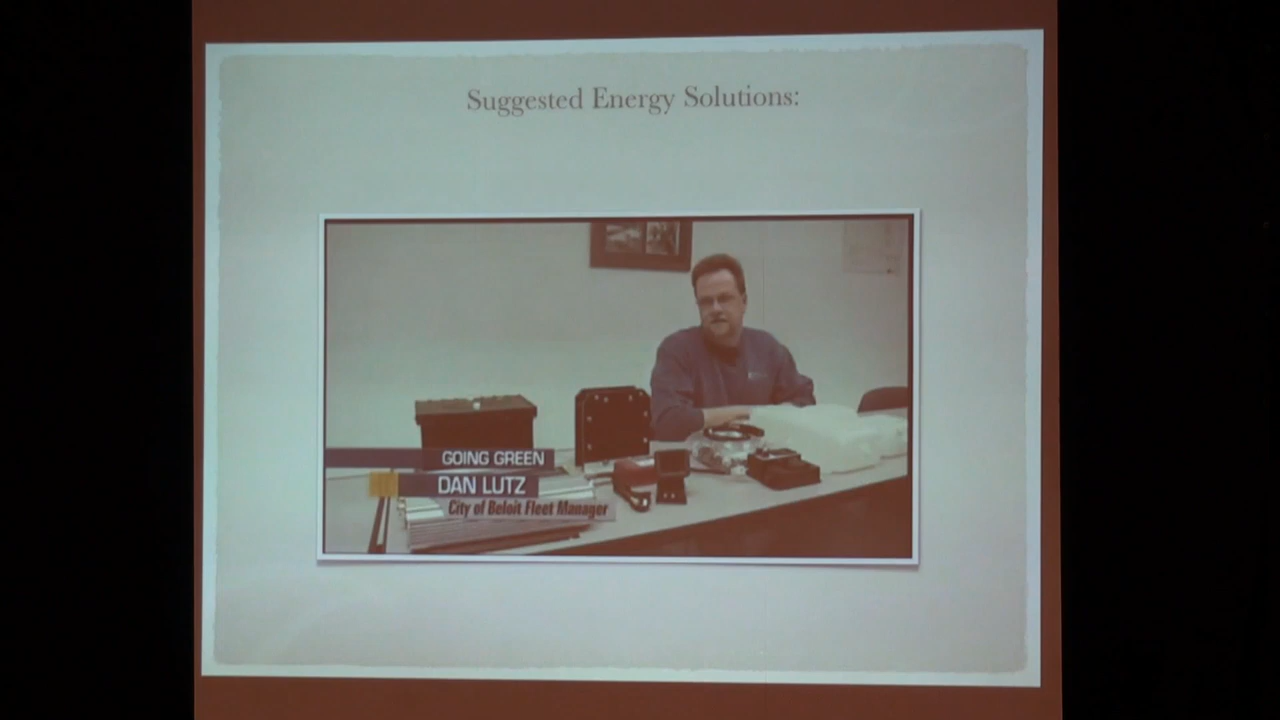 Suggested Energy Solutions:
GOING GREEN
DAN LUTZ
City of Beloit Fleet Manager